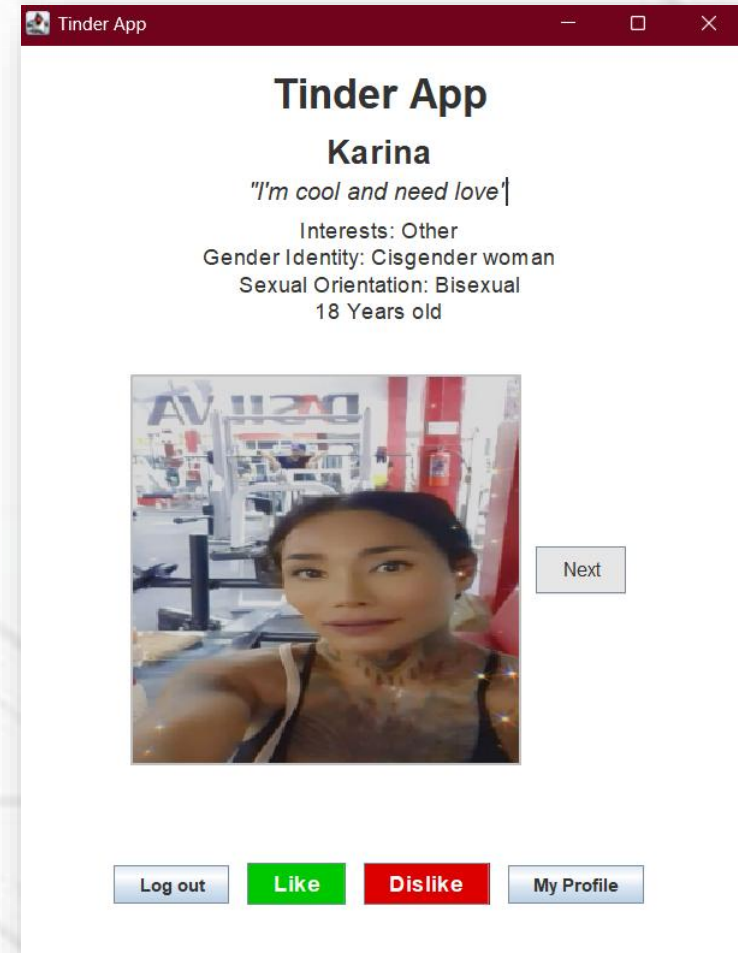 Tinder App
Tinder App
Karina
"I'm cool and need love"
Interests: Other
Gender Identity: Cisgender woman
Sexual Orientation: Bisexual
18 Years old
DASILVA
Next
Log out
Like
Dislike
My Profile